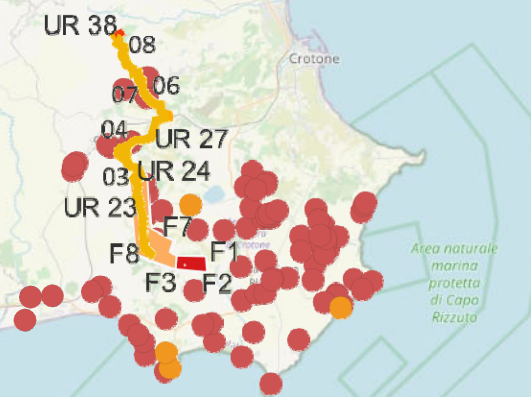 UR 38
08
Crotone
07
06
04
UR 27
03
UR 24
UR 23
F7
F8
F1
Crotone
F3
F2
Area naturale
marina
protetta
di Capo
Rizzuto